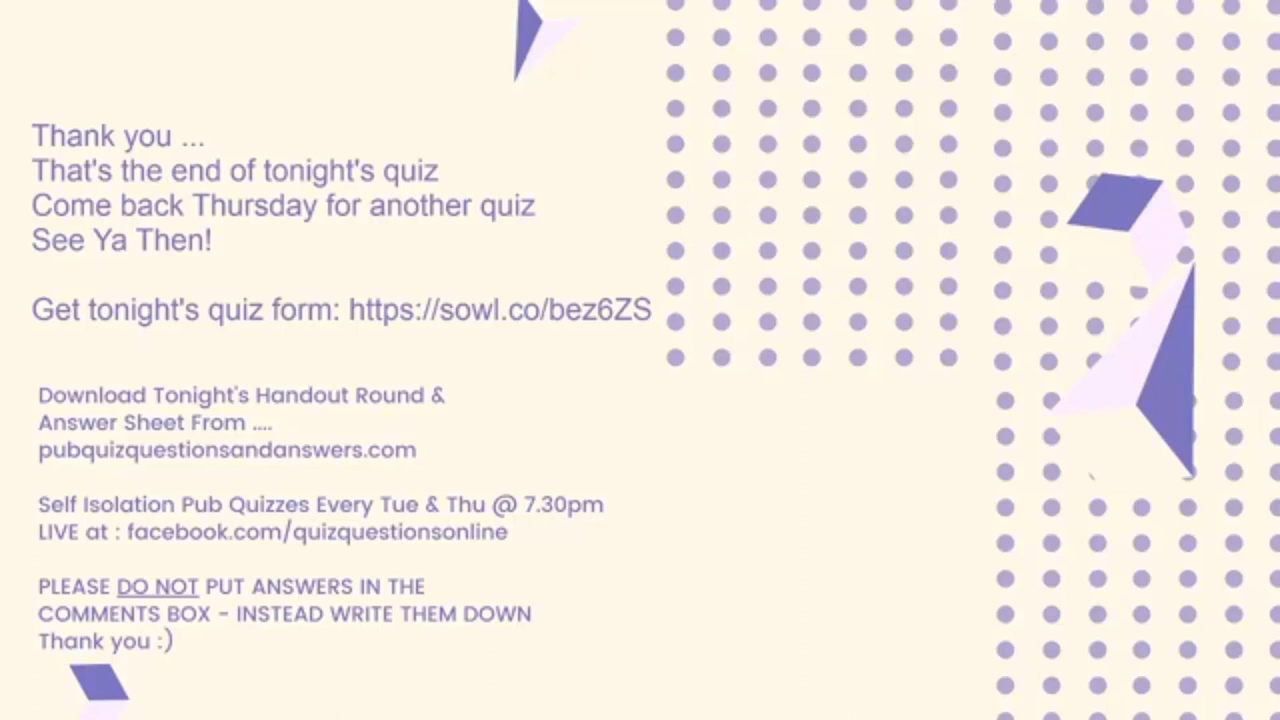 Thank you ...
That's the end of tonight's quiz
Come back Thursday for another quiz
See Ya Then!
Get tonight's quiz form: https://sowl.co/bez6ZS
Download Tonight's Handout Round &
Answer Sheet From ....
pubquizquestionsandanswers.com
Self Isolation Pub Quizzes Every Tue & Thu @ 7.30pm
LIVE at : facebook.com/quizquestionsonline
PLEASE DO NOT PUT ANSWERS IN THE
COMMENTS BOX - INSTEAD WRITE THEM DOWN
Thank you :)